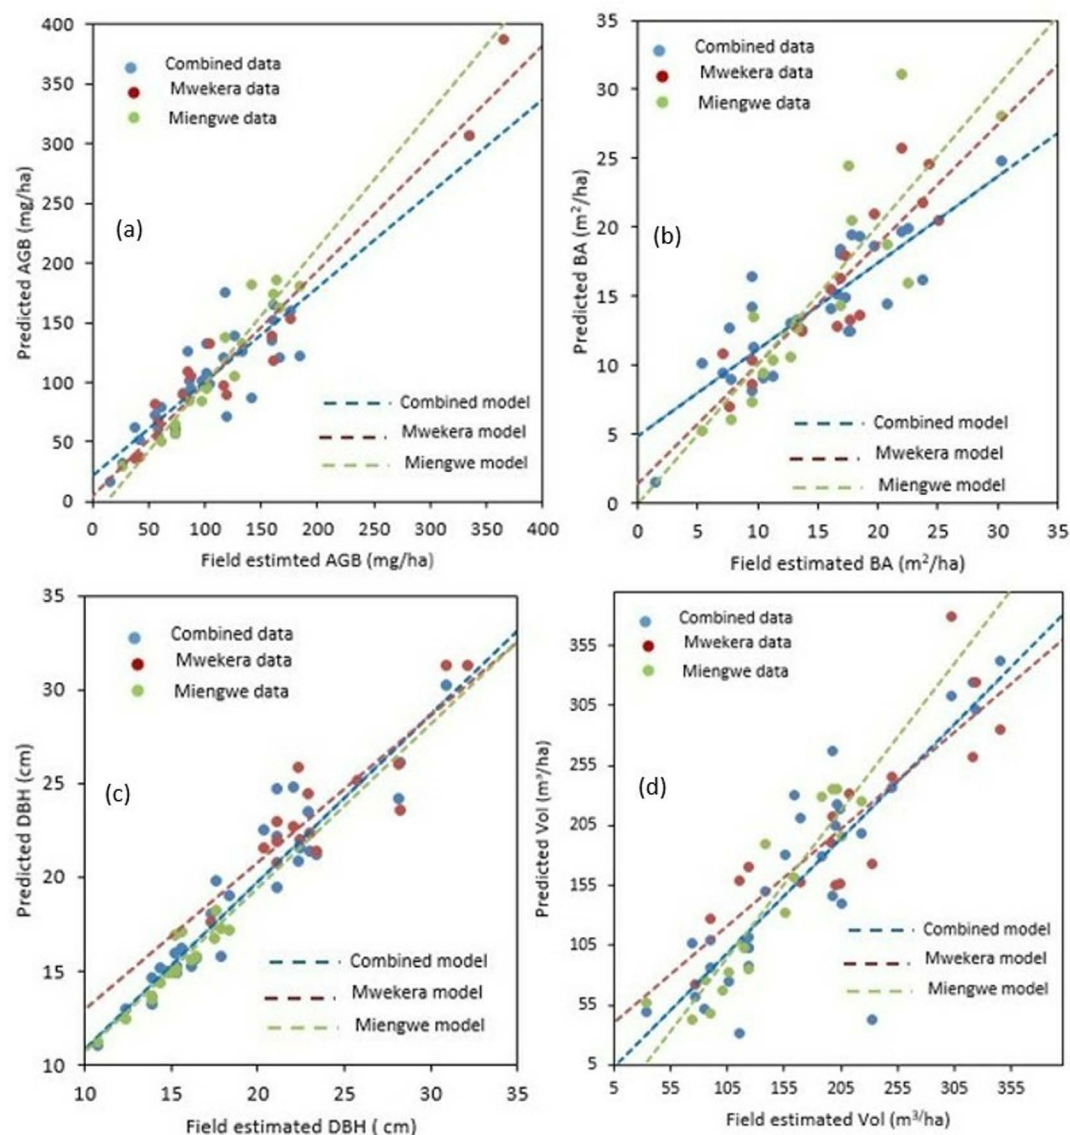 400
350
300
250
200
150
100
50
0
Predicted AGB (mg/ha)
Combined data
Mwekera data
Miengwe data
(a)
Combined model
Mwekera model
Miengwe model
0 50 100 150 200 250 300 350 400
Field estimted AGB (mg/ha)
35
30
25
20
15
10
5
0
Predicted BA (m²/ha)
Combined data
Mwekera data
Miengwe data
(b)
Combined model
Mwekera model
Miengwe model
0 5 10 15 20 25 30 35
Field estimated BA (m²/ha)
35
30
25
20
15
10
Predicted DBH (cm)
Combined data
Mwekera data
Miengwe data
(c)
Combined model
Mwekera model
Miengwe model
10 15 20 25 30 35
Field estimated DBH ( cm)
355
305
255
205
155
105
55
5
Predicted Vol (m³/ha)
Combined data
Mwekera data
Miengwe data
(d)
Combined model
Mwekera model
Miengwe model
5 55 105 155 205 255 305 355
Field estimated Vol (m³/ha)